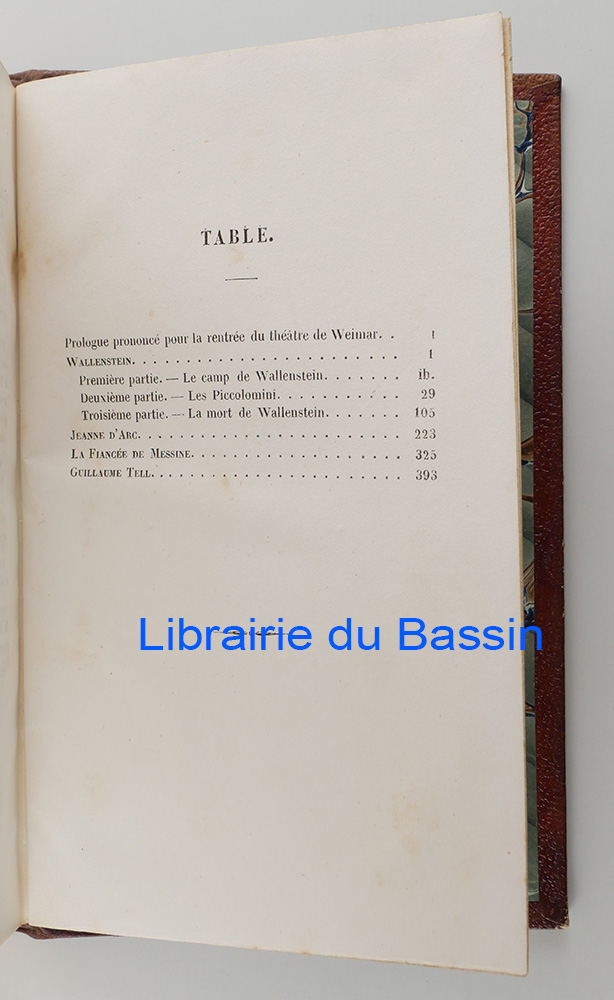 TABLE.
Prologue prononcé pour la rentrée du théâtre de Weimar. . 1
WALLENSTEIN. . . . . . . . . . . . . . . . . . . . . . . . 1
Première partie. — Le camp de Wallenstein. . . . . . . ib.
Deuxième partie. — Les Piccolomini. . . . . . . . . . . 29
Troisième partie. — La mort de Wallenstein. . . . . . . 105
JEANNE D'ARC. . . . . . . . . . . . . . . . . . . . . . . . 223
LA FIANCÉE DE MESSINE. . . . . . . . . . . . . . . . . . . 325
GUILLAUME TELL. . . . . . . . . . . . . . . . . . . . . . . 393
Librairie du Bassin